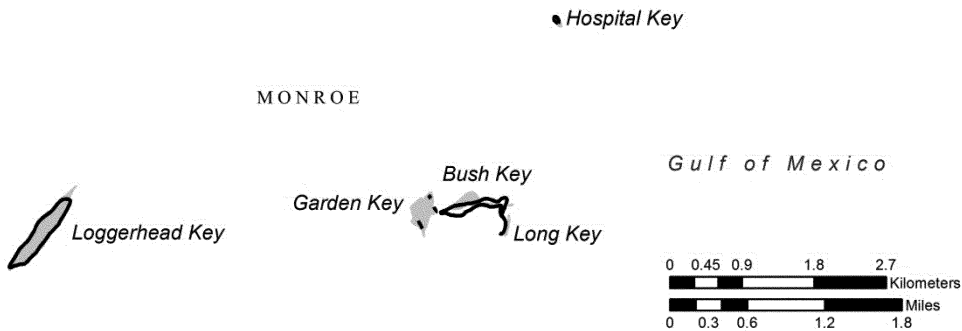 Hospital Key
MONROE
Gulf of Mexico
Bush Key
Garden Key
Loggerhead Key
Long Key
0 0.45 0.9 1.8 2.7
Kilometers
Miles
0 0.3 0.6 1.2 1.8